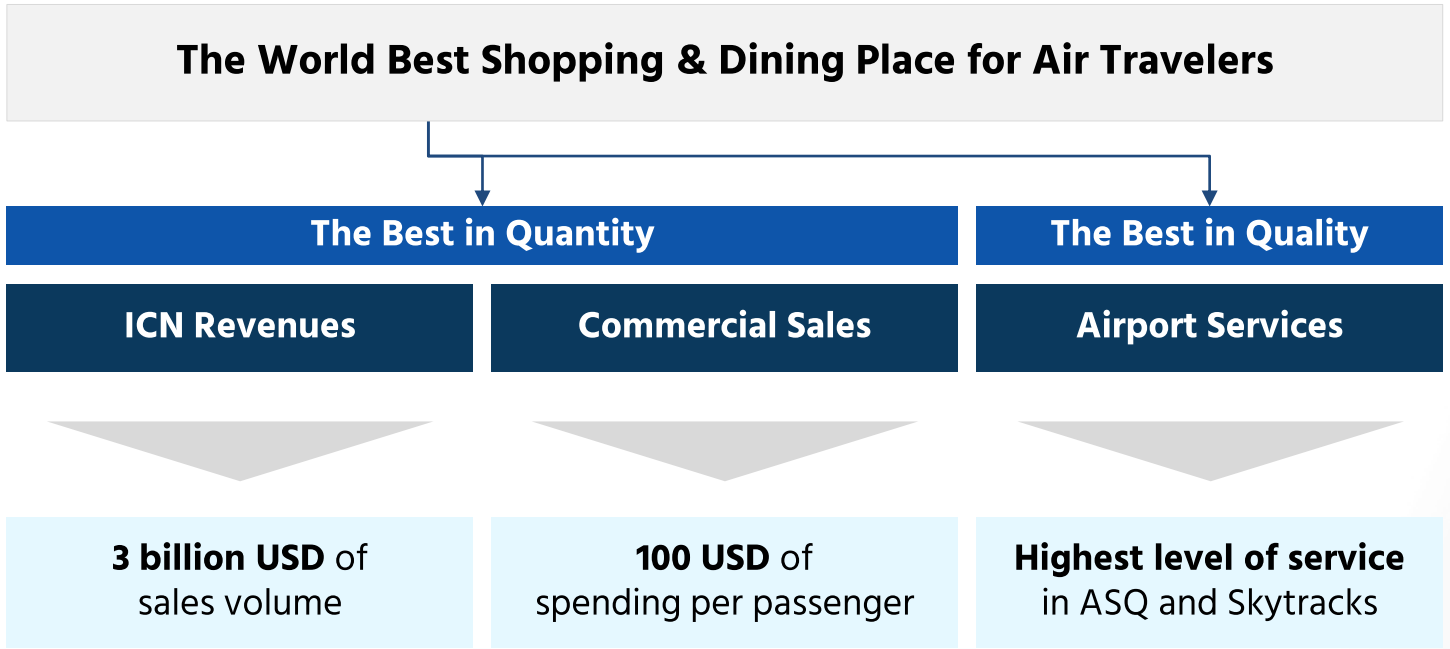 The World Best Shopping & Dining Place for Air Travelers
The Best in Quantity
The Best in Quality
ICN Revenues
Commercial Sales
Airport Services
3 billion USD of
sales volume
100 USD of
spending per passenger
Highest level of service
in ASQ and Skytracks